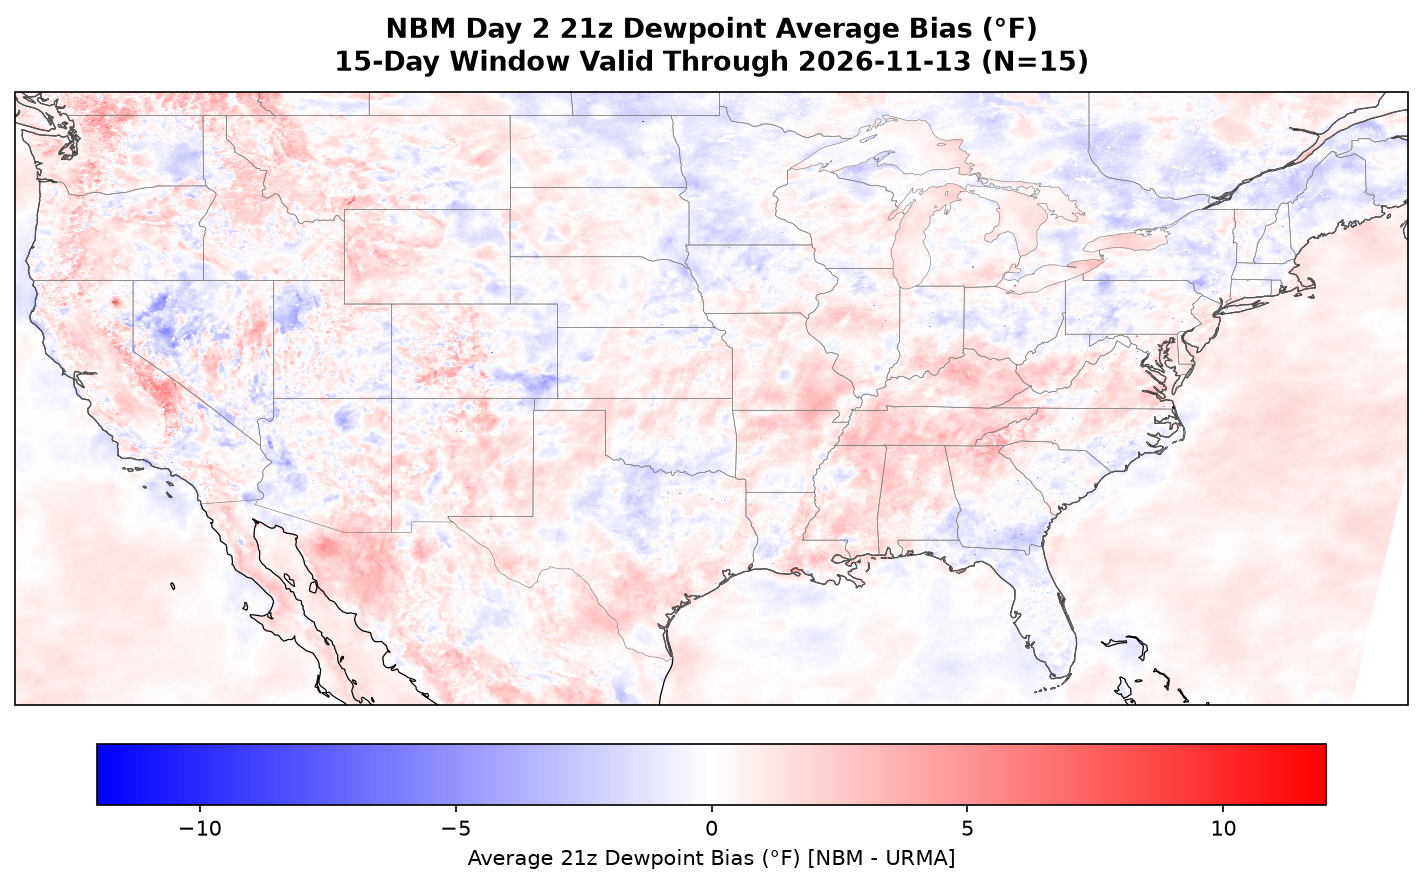 NBM Day 2 21z Dewpoint Average Bias (°F)
15-Day Window Valid Through 2026-11-13 (N=15)
−10 −5 0 5 10
Average 21z Dewpoint Bias (°F) [NBM - URMA]